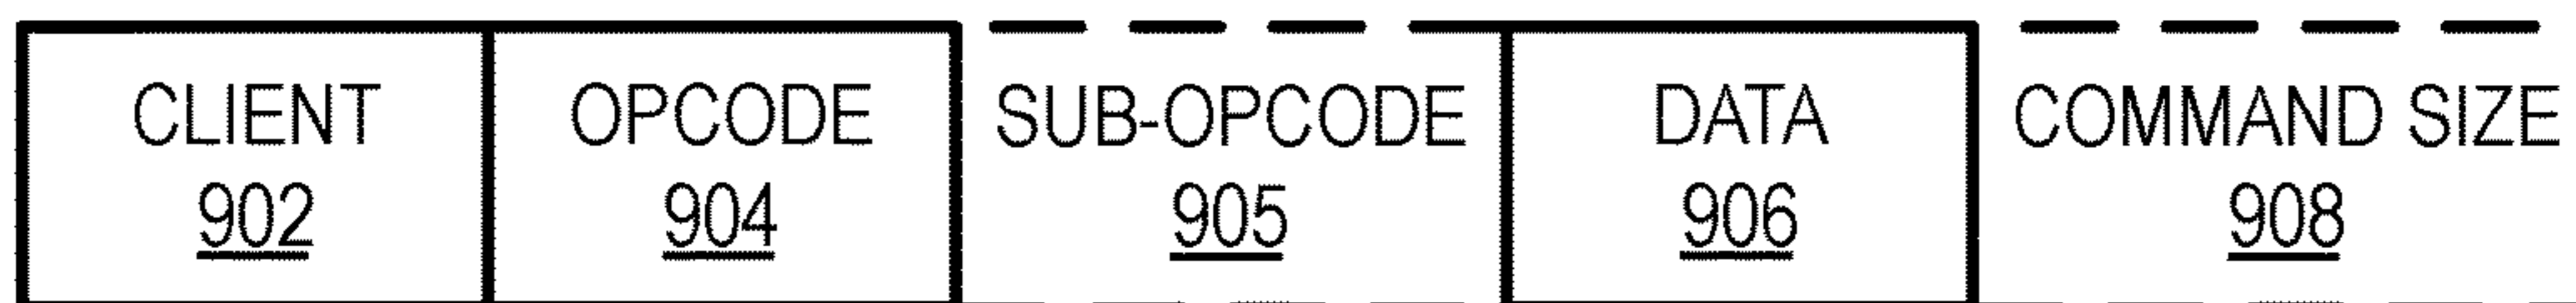 CLIENT
902
OPCODE
904
SUB-OPCODE
905
DATA
906
COMMAND SIZE
908